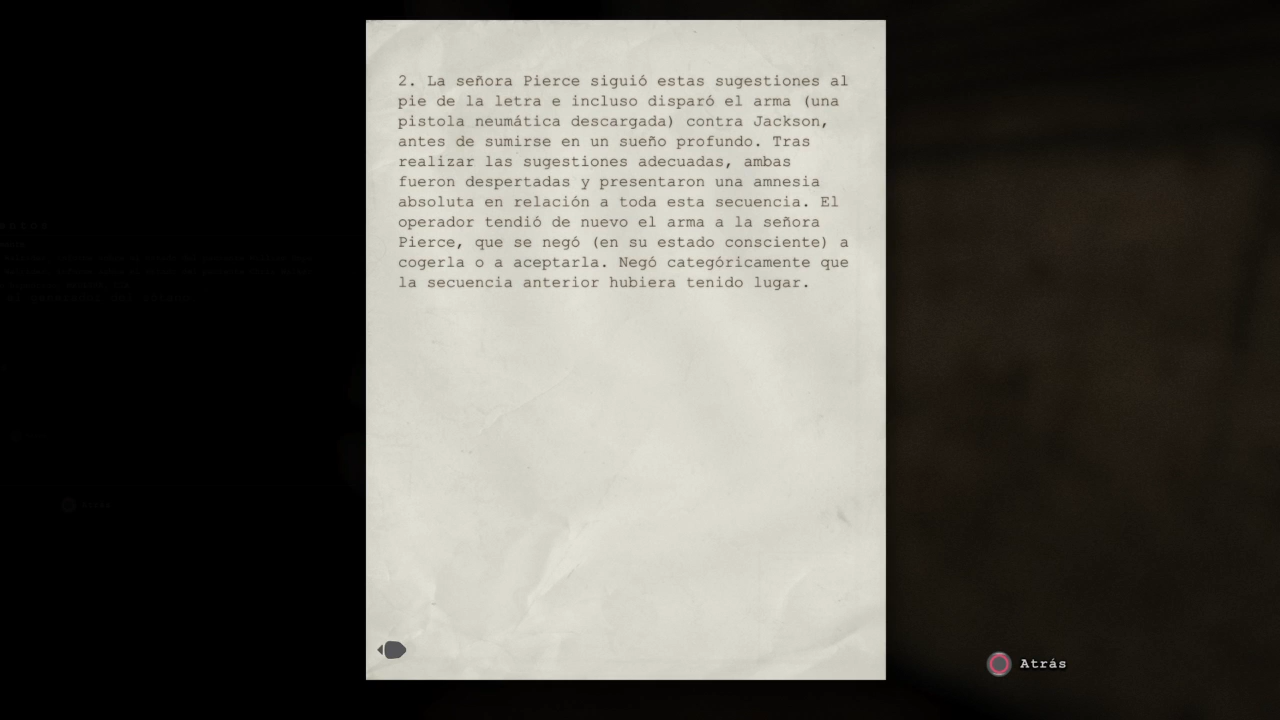 2. La señora Pierce siguió estas sugestiones al
pie de la letra e incluso disparó el arma (una
pistola neumática descargada) contra Jackson,
antes de sumirse en un sueño profundo. Tras
realizar las sugestiones adecuadas, ambas
fueron despertadas y presentaron una amnesia
absoluta en relación a toda esta secuencia. El
operador tendió de nuevo el arma a la señora
Pierce, que se negó (en su estado consciente) a
cogerla o a aceptarla. Negó categóricamente que
la secuencia anterior hubiera tenido lugar.
Atrás